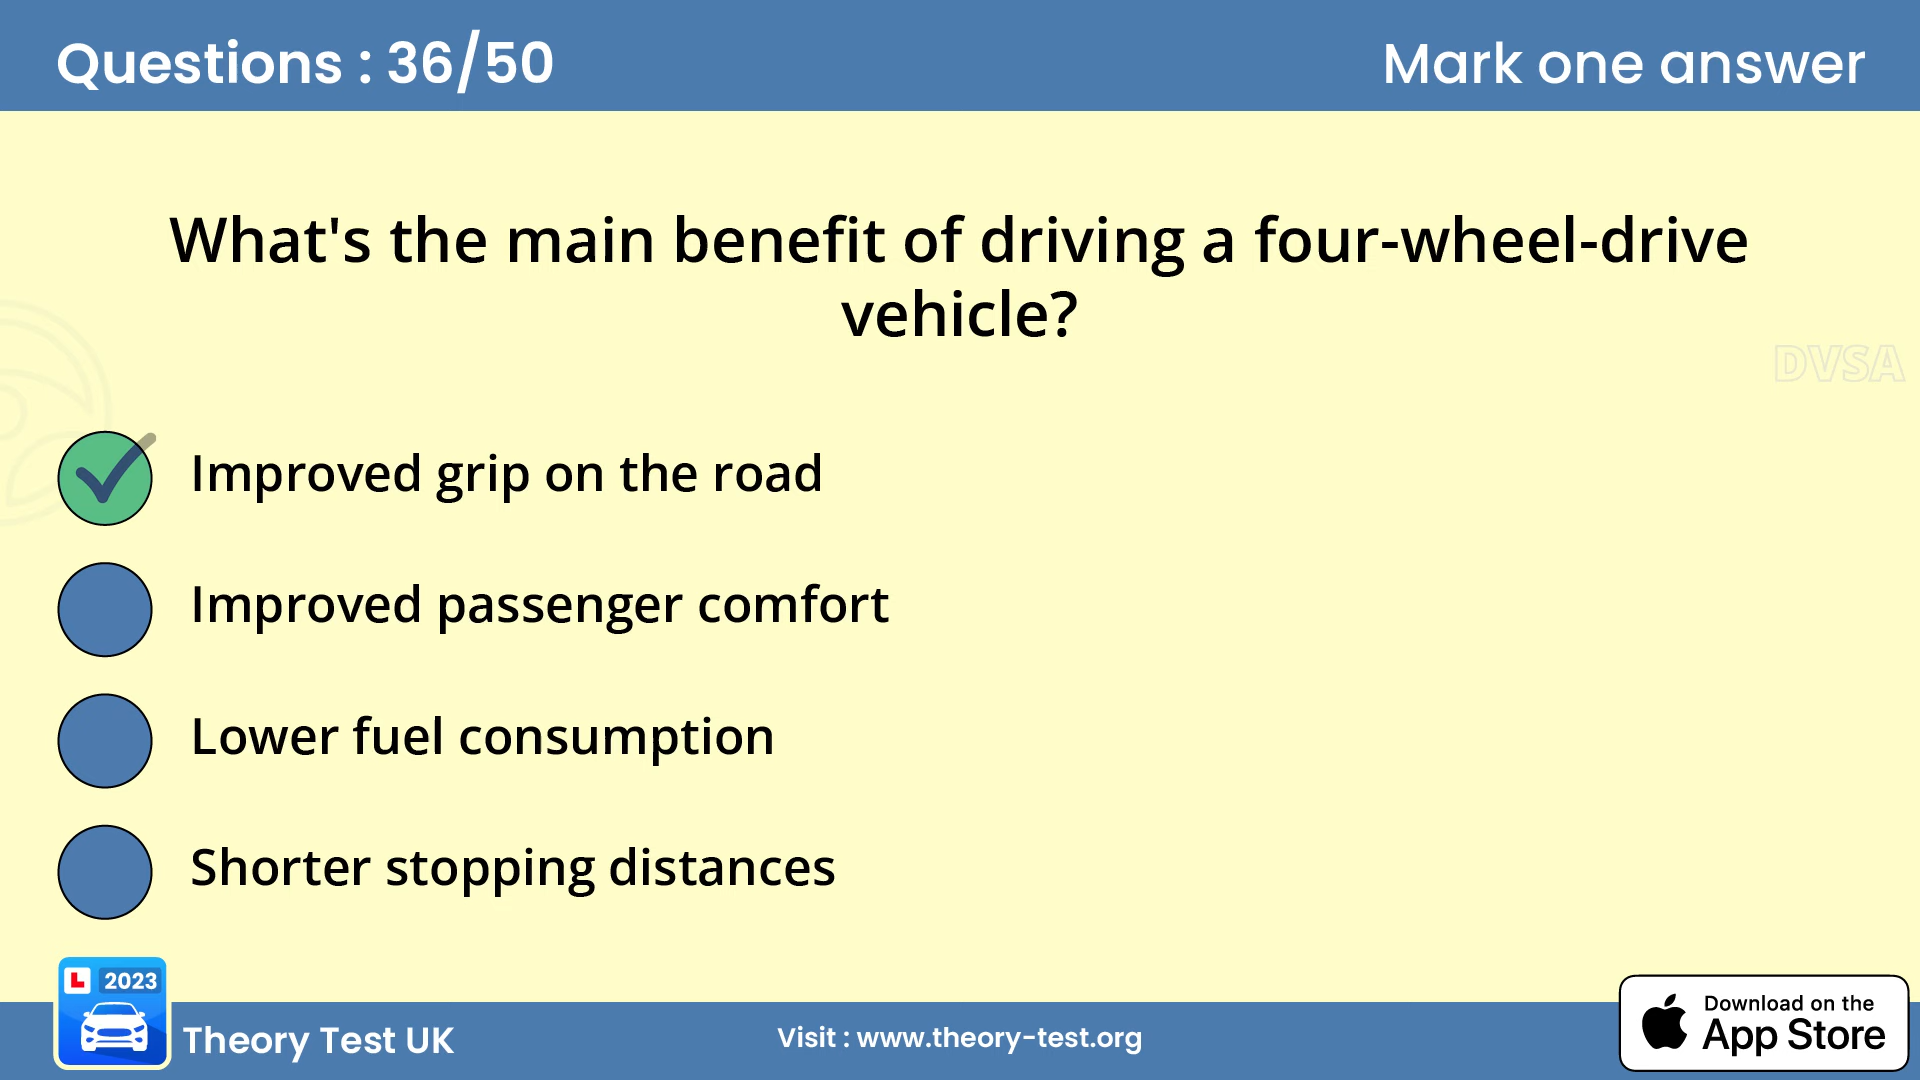 Questions : 36/50
Mark one answer
What's the main benefit of driving a four-wheel-drive
vehicle?
DVSA
Improved grip on the road
Improved passenger comfort
Lower fuel consumption
Shorter stopping distances
L 2023
Theory Test UK
Visit : www.theory-test.org
Download on the
App Store